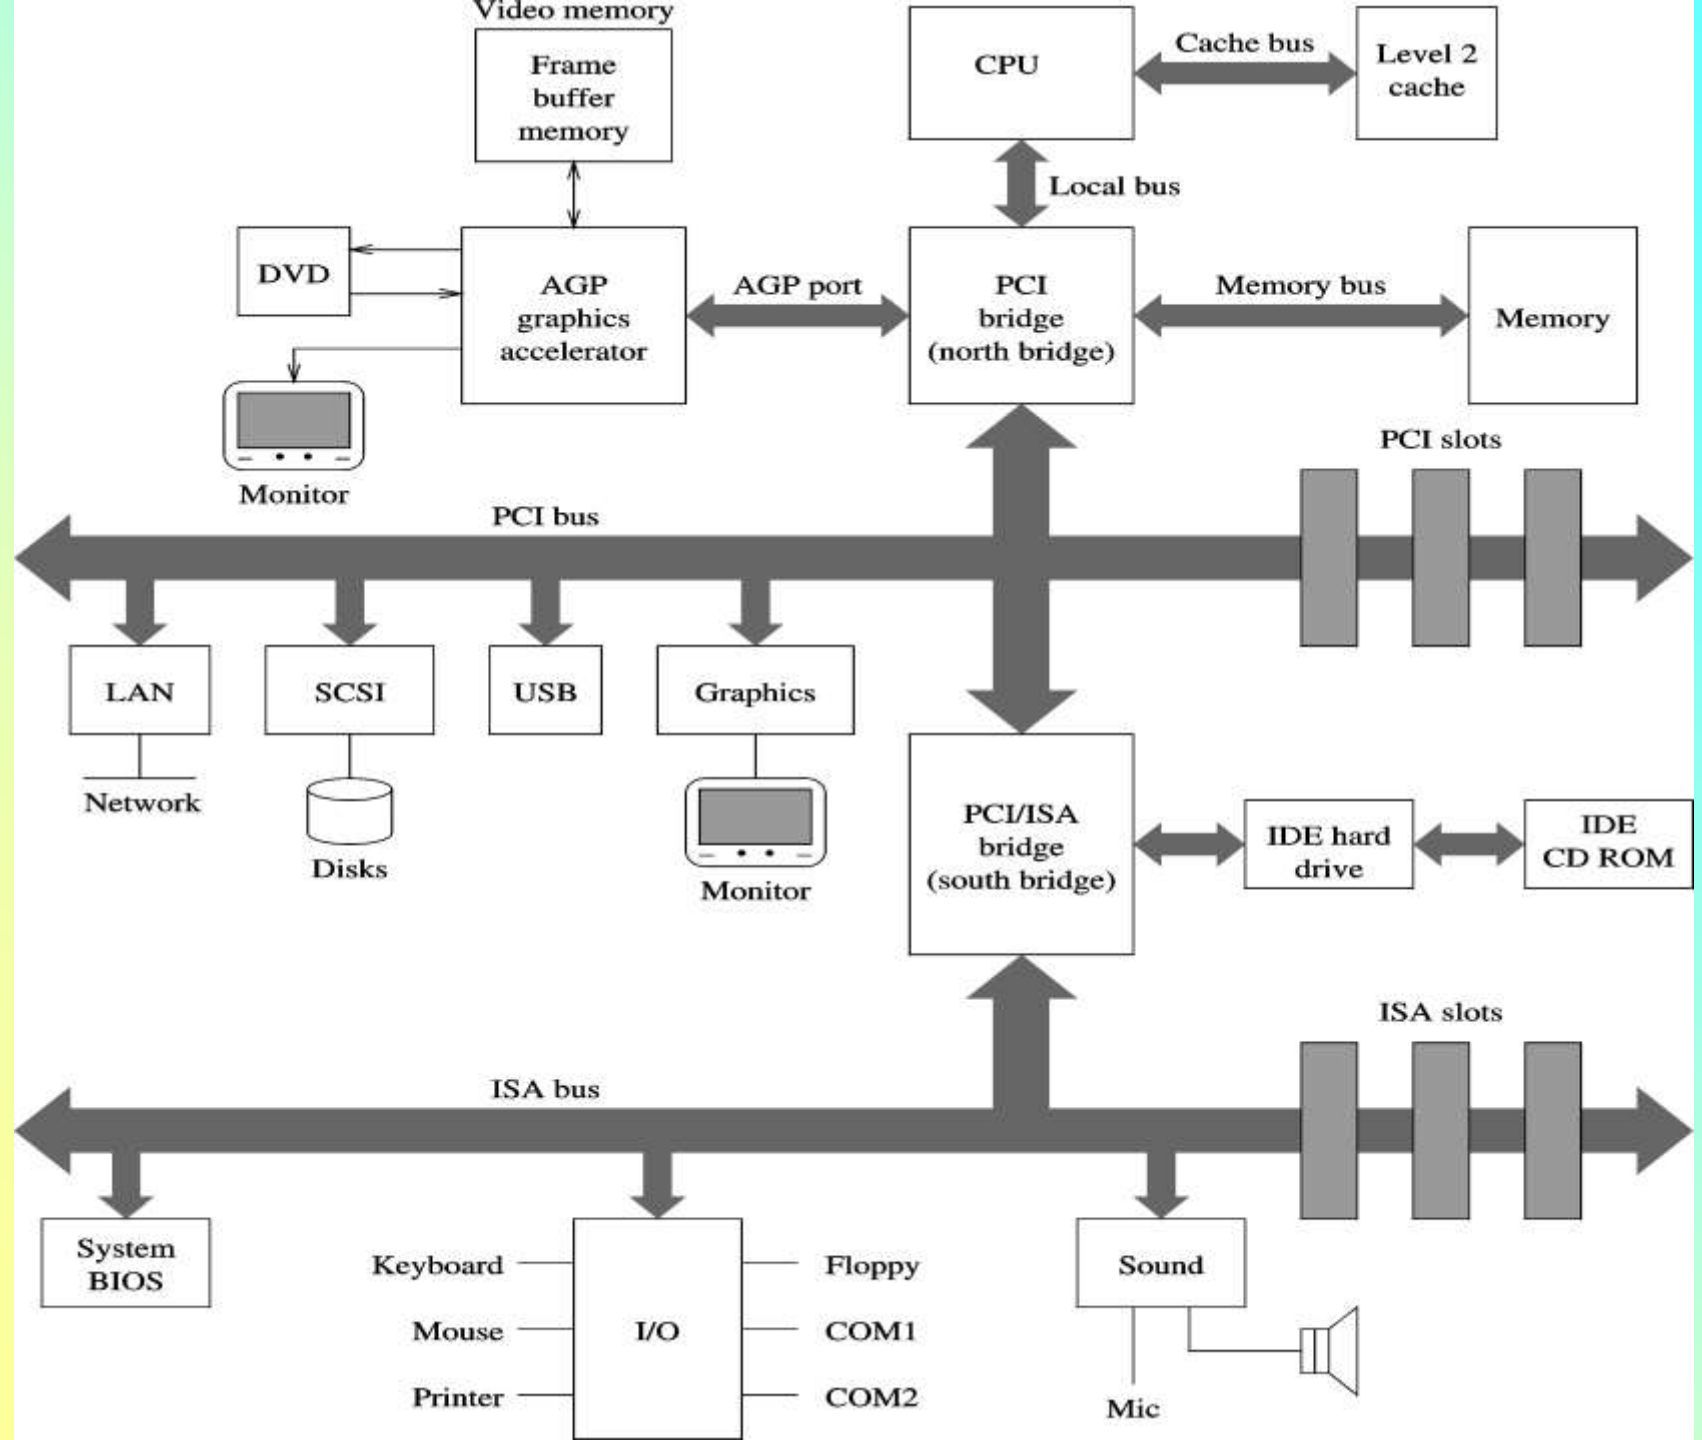 Video memory
Frame
buffer
memory
CPU
Cache bus
Level 2
cache
Local bus
DVD
AGP
graphics
accelerator
AGP port
PCI
bridge
(north bridge)
Memory bus
Memory
Monitor
PCI slots
PCI bus
LAN
SCSI
USB
Graphics
Network
Disks
Monitor
PCI/ISA
bridge
(south bridge)
IDE hard
drive
IDE
CD ROM
ISA slots
ISA bus
System
BIOS
Keyboard
Mouse
Printer
I/O
Floppy
COM1
COM2
Sound
Mic